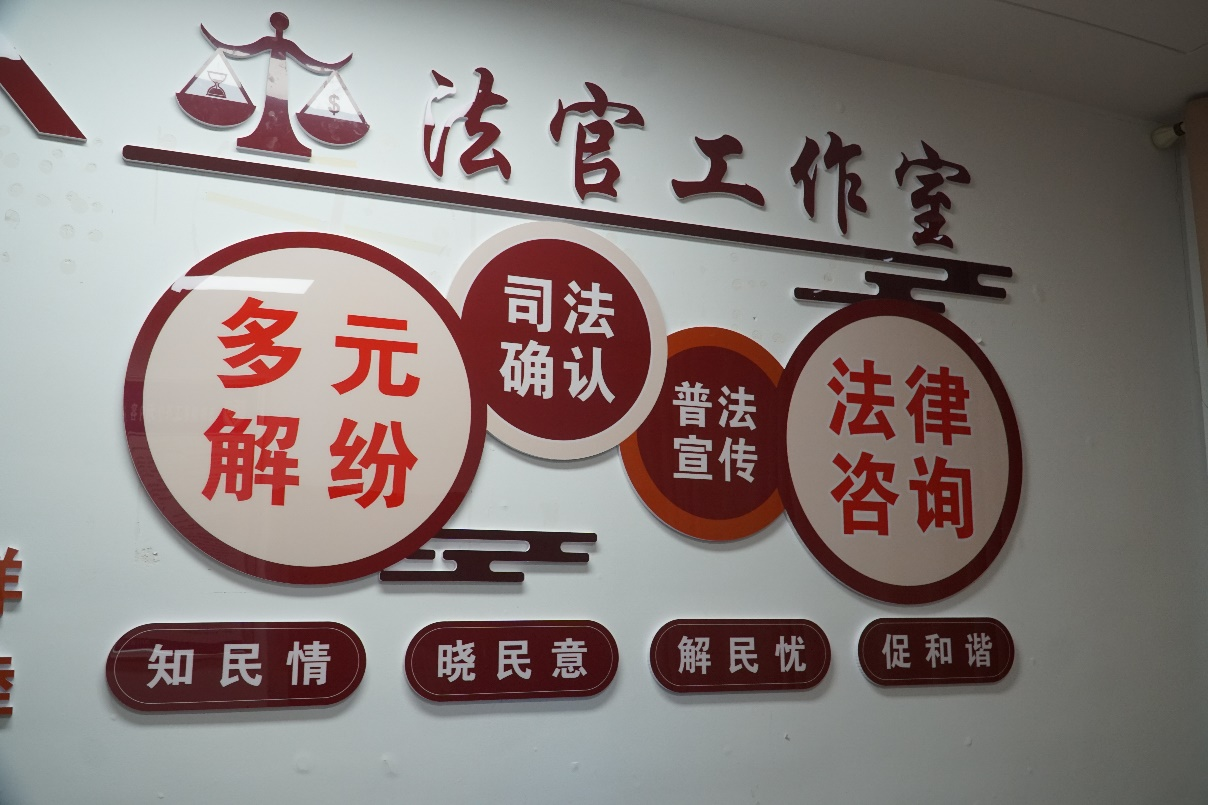 法官工作室
多元
解纷
司法
确认
普法
宣传
法律
咨询
知民情
晓民意
解民忧
促和谐
$